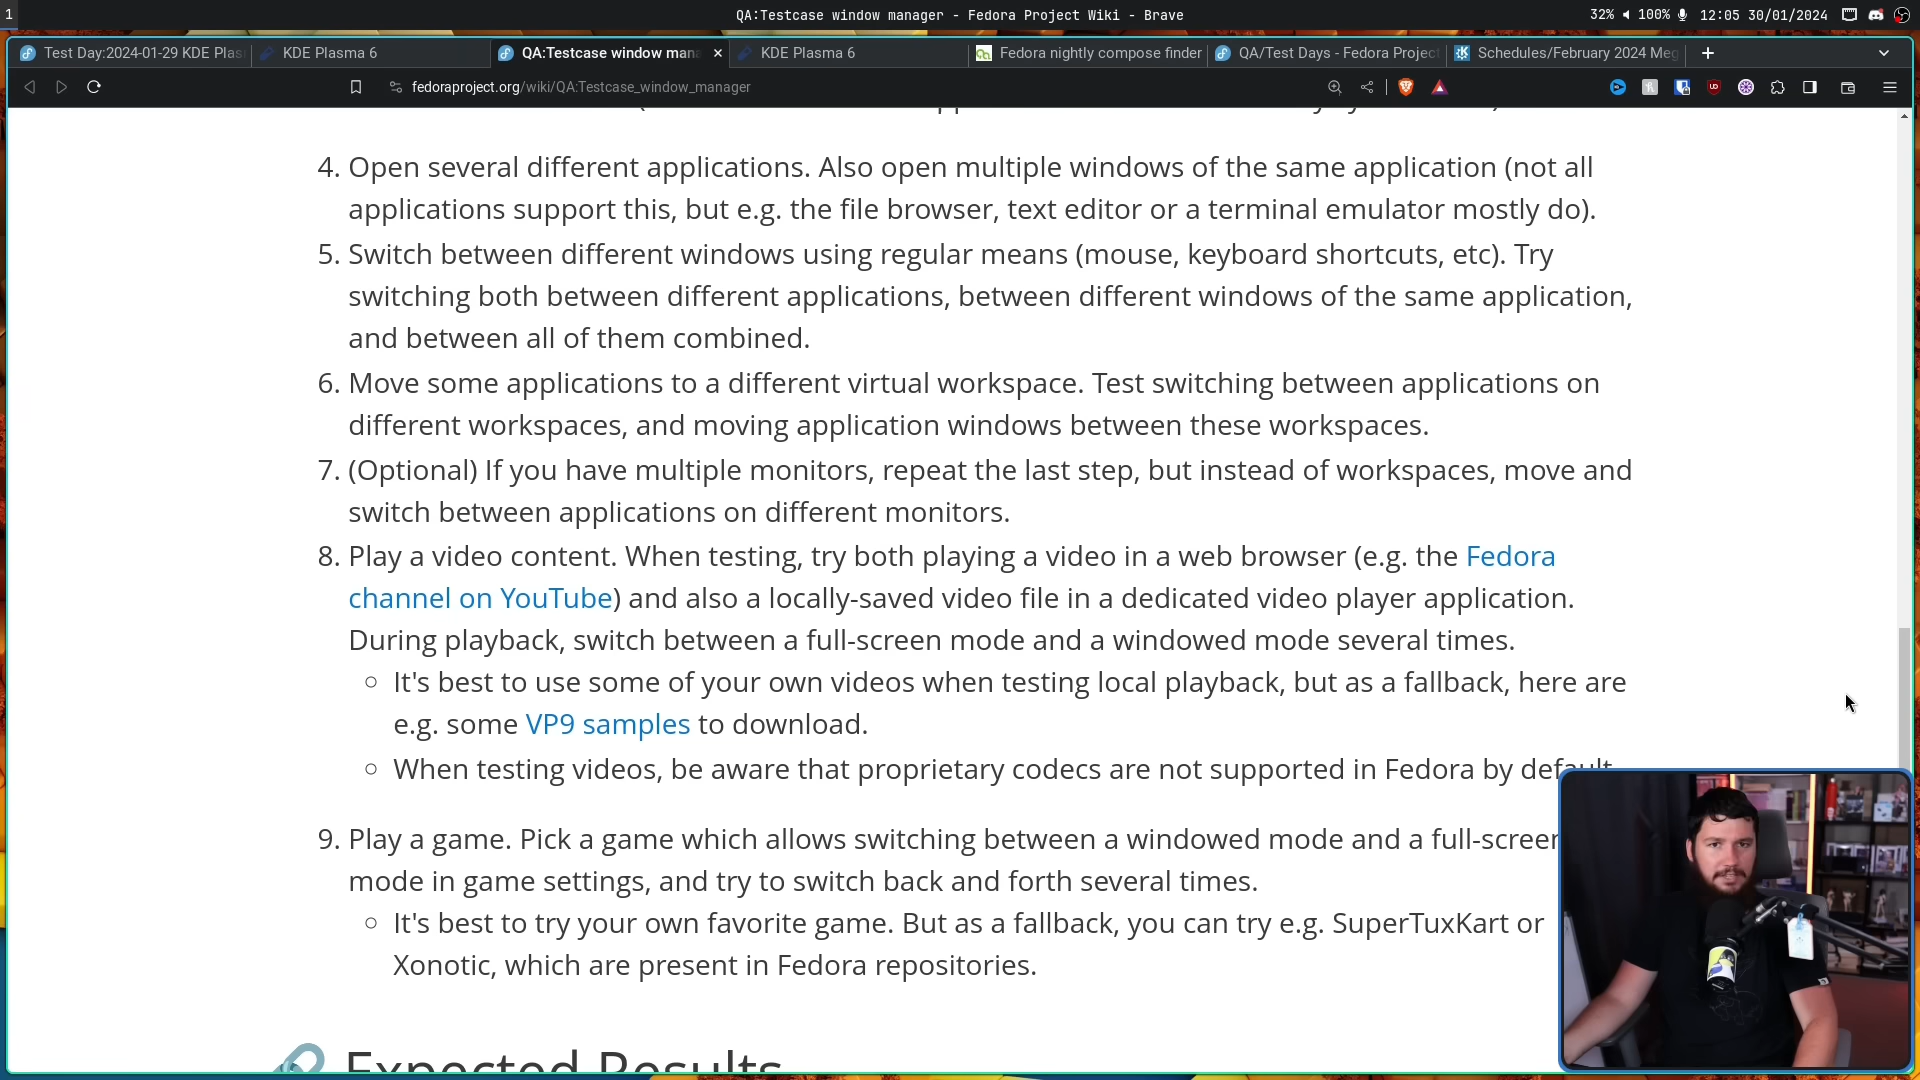 1
QA:Testcase window manager - Fedora Project Wiki - Brave
32% 100% 12:05 30/01/2024
Test Day:2024-01-29 KDE Plas
KDE Plasma 6
QA:Testcase window man
KDE Plasma 6
Fedora nightly compose finder
QA/Test Days - Fedora Project
Schedules/February 2024 Meg
fedoraproject.org/wiki/QA:Testcase_window_manager
4. Open several different applications. Also open multiple windows of the same application (not all
applications support this, but e.g. the file browser, text editor or a terminal emulator mostly do).
5. Switch between different windows using regular means (mouse, keyboard shortcuts, etc). Try
switching both between different applications, between different windows of the same application,
and between all of them combined.
6. Move some applications to a different virtual workspace. Test switching between applications on
different workspaces, and moving application windows between these workspaces.
7. (Optional) If you have multiple monitors, repeat the last step, but instead of workspaces, move and
switch between applications on different monitors.
8. Play a video content. When testing, try both playing a video in a web browser (e.g. the Fedora
channel on YouTube) and also a locally-saved video file in a dedicated video player application.
During playback, switch between a full-screen mode and a windowed mode several times.
It's best to use some of your own videos when testing local playback, but as a fallback, here are
e.g. some VP9 samples to download.
When testing videos, be aware that proprietary codecs are not supported in Fedora by default
9. Play a game. Pick a game which allows switching between a windowed mode and a full-screen
mode in game settings, and try to switch back and forth several times.
It's best to try your own favorite game. But as a fallback, you can try e.g. SuperTuxKart or
Xonotic, which are present in Fedora repositories.
Expected Results